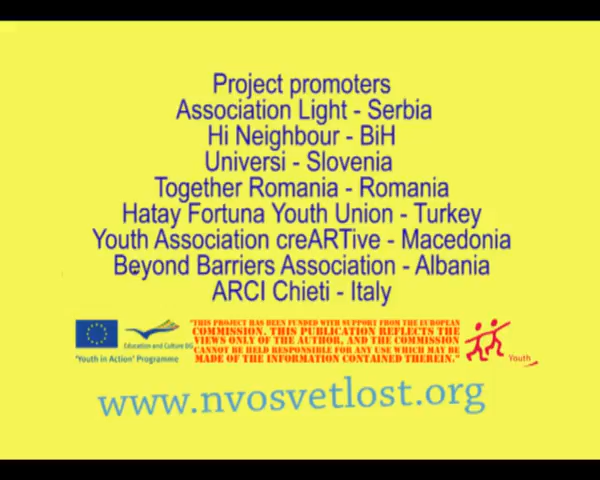 Project promoters
Association Light - Serbia
Hi Neighbour - BiH
Universi - Slovenia
Together Romania - Romania
Hatay Fortuna Youth Union - Turkey
Youth Association creARTive - Macedonia
Beyond Barriers Association - Albania
ARCI Chieti - Italy
"THIS PROJECT HAS BEEN FUNDED WITH SUPPORT FROM THE EUROPEAN
COMMISSION. THIS PUBLICATION REFLECTS THE
VIEWS ONLY OF THE AUTHOR, AND THE COMMISSION
CANNOT BE HELD RESPONSIBLE FOR ANY USE WHICH MAY BE
MADE OF THE INFORMATION CONTAINED THEREIN."
Education and Culture DG
'Youth in Action' Programme
Youth
www.nvosvetlost.org